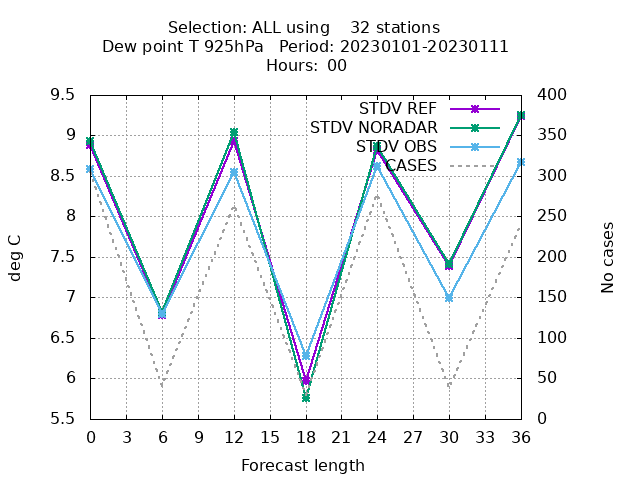 Selection: ALL using    32 stations
Dew point T 925hPa   Period: 20230101-20230111
Hours:  00
9.5
9
8.5
8
7.5
7
6.5
6
5.5
deg C
STDV REF
STDV NORADAR
STDV OBS
CASES
400
350
300
250
200
150
100
50
0
No cases
0 3 6 9 12 15 18 21 24 27 30 33 36
Forecast length